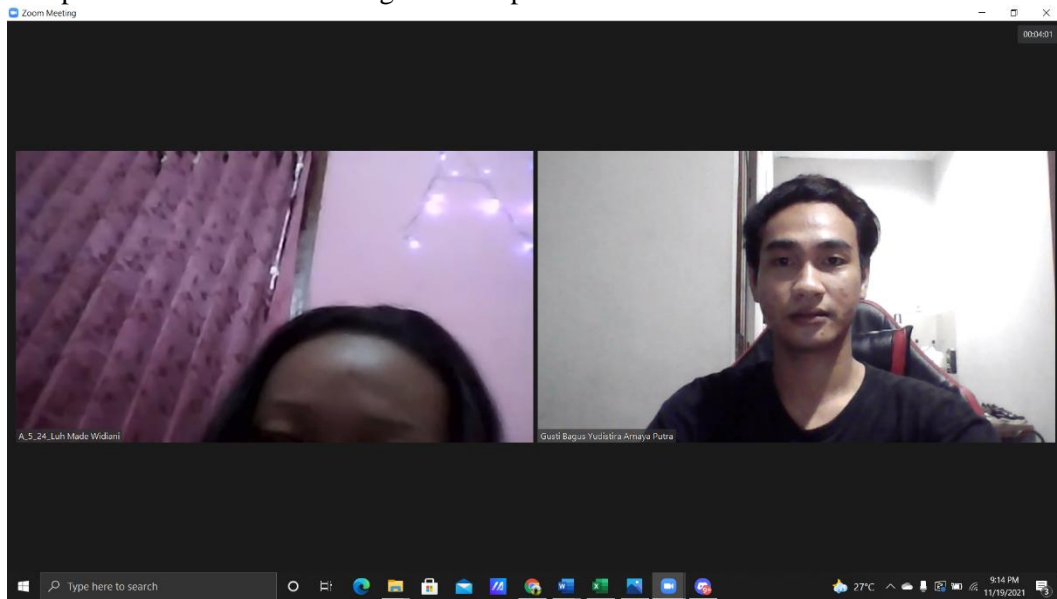 Zoom Meeting
00:04:01
A_5_24_Luh Made Widiani
Gusti Bagus Yudistira Arnaya Putra
Type here to search
27°C
9:14 PM
11/19/2021
3